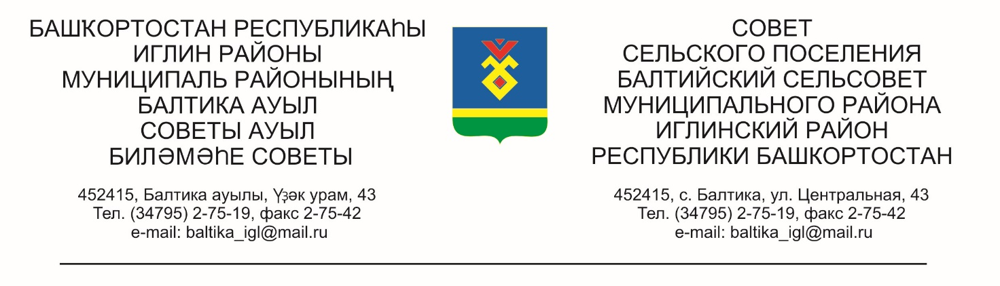 БАШҠОРТОСТАН РЕСПУБЛИКАҺЫ
ИГЛИН РАЙОНЫ
МУНИЦИПАЛЬ РАЙОНЫНЫҢ
БАЛТИКА АУЫЛ
СОВЕТЫ АУЫЛ
БИЛӘМӘҺЕ СОВЕТЫ
452415, Балтика ауылы, Үҙәк урам, 43
Тел. (34795) 2-75-19, факс 2-75-42
e-mail: baltika_igl@mail.ru
СОВЕТ
СЕЛЬСКОГО ПОСЕЛЕНИЯ
БАЛТИЙСКИЙ СЕЛЬСОВЕТ
МУНИЦИПАЛЬНОГО РАЙОНА
ИГЛИНСКИЙ РАЙОН
РЕСПУБЛИКИ БАШКОРТОСТАН
452415, с. Балтика, ул. Центральная, 43
Тел. (34795) 2-75-19, факс 2-75-42
e-mail: baltika_igl@mail.ru